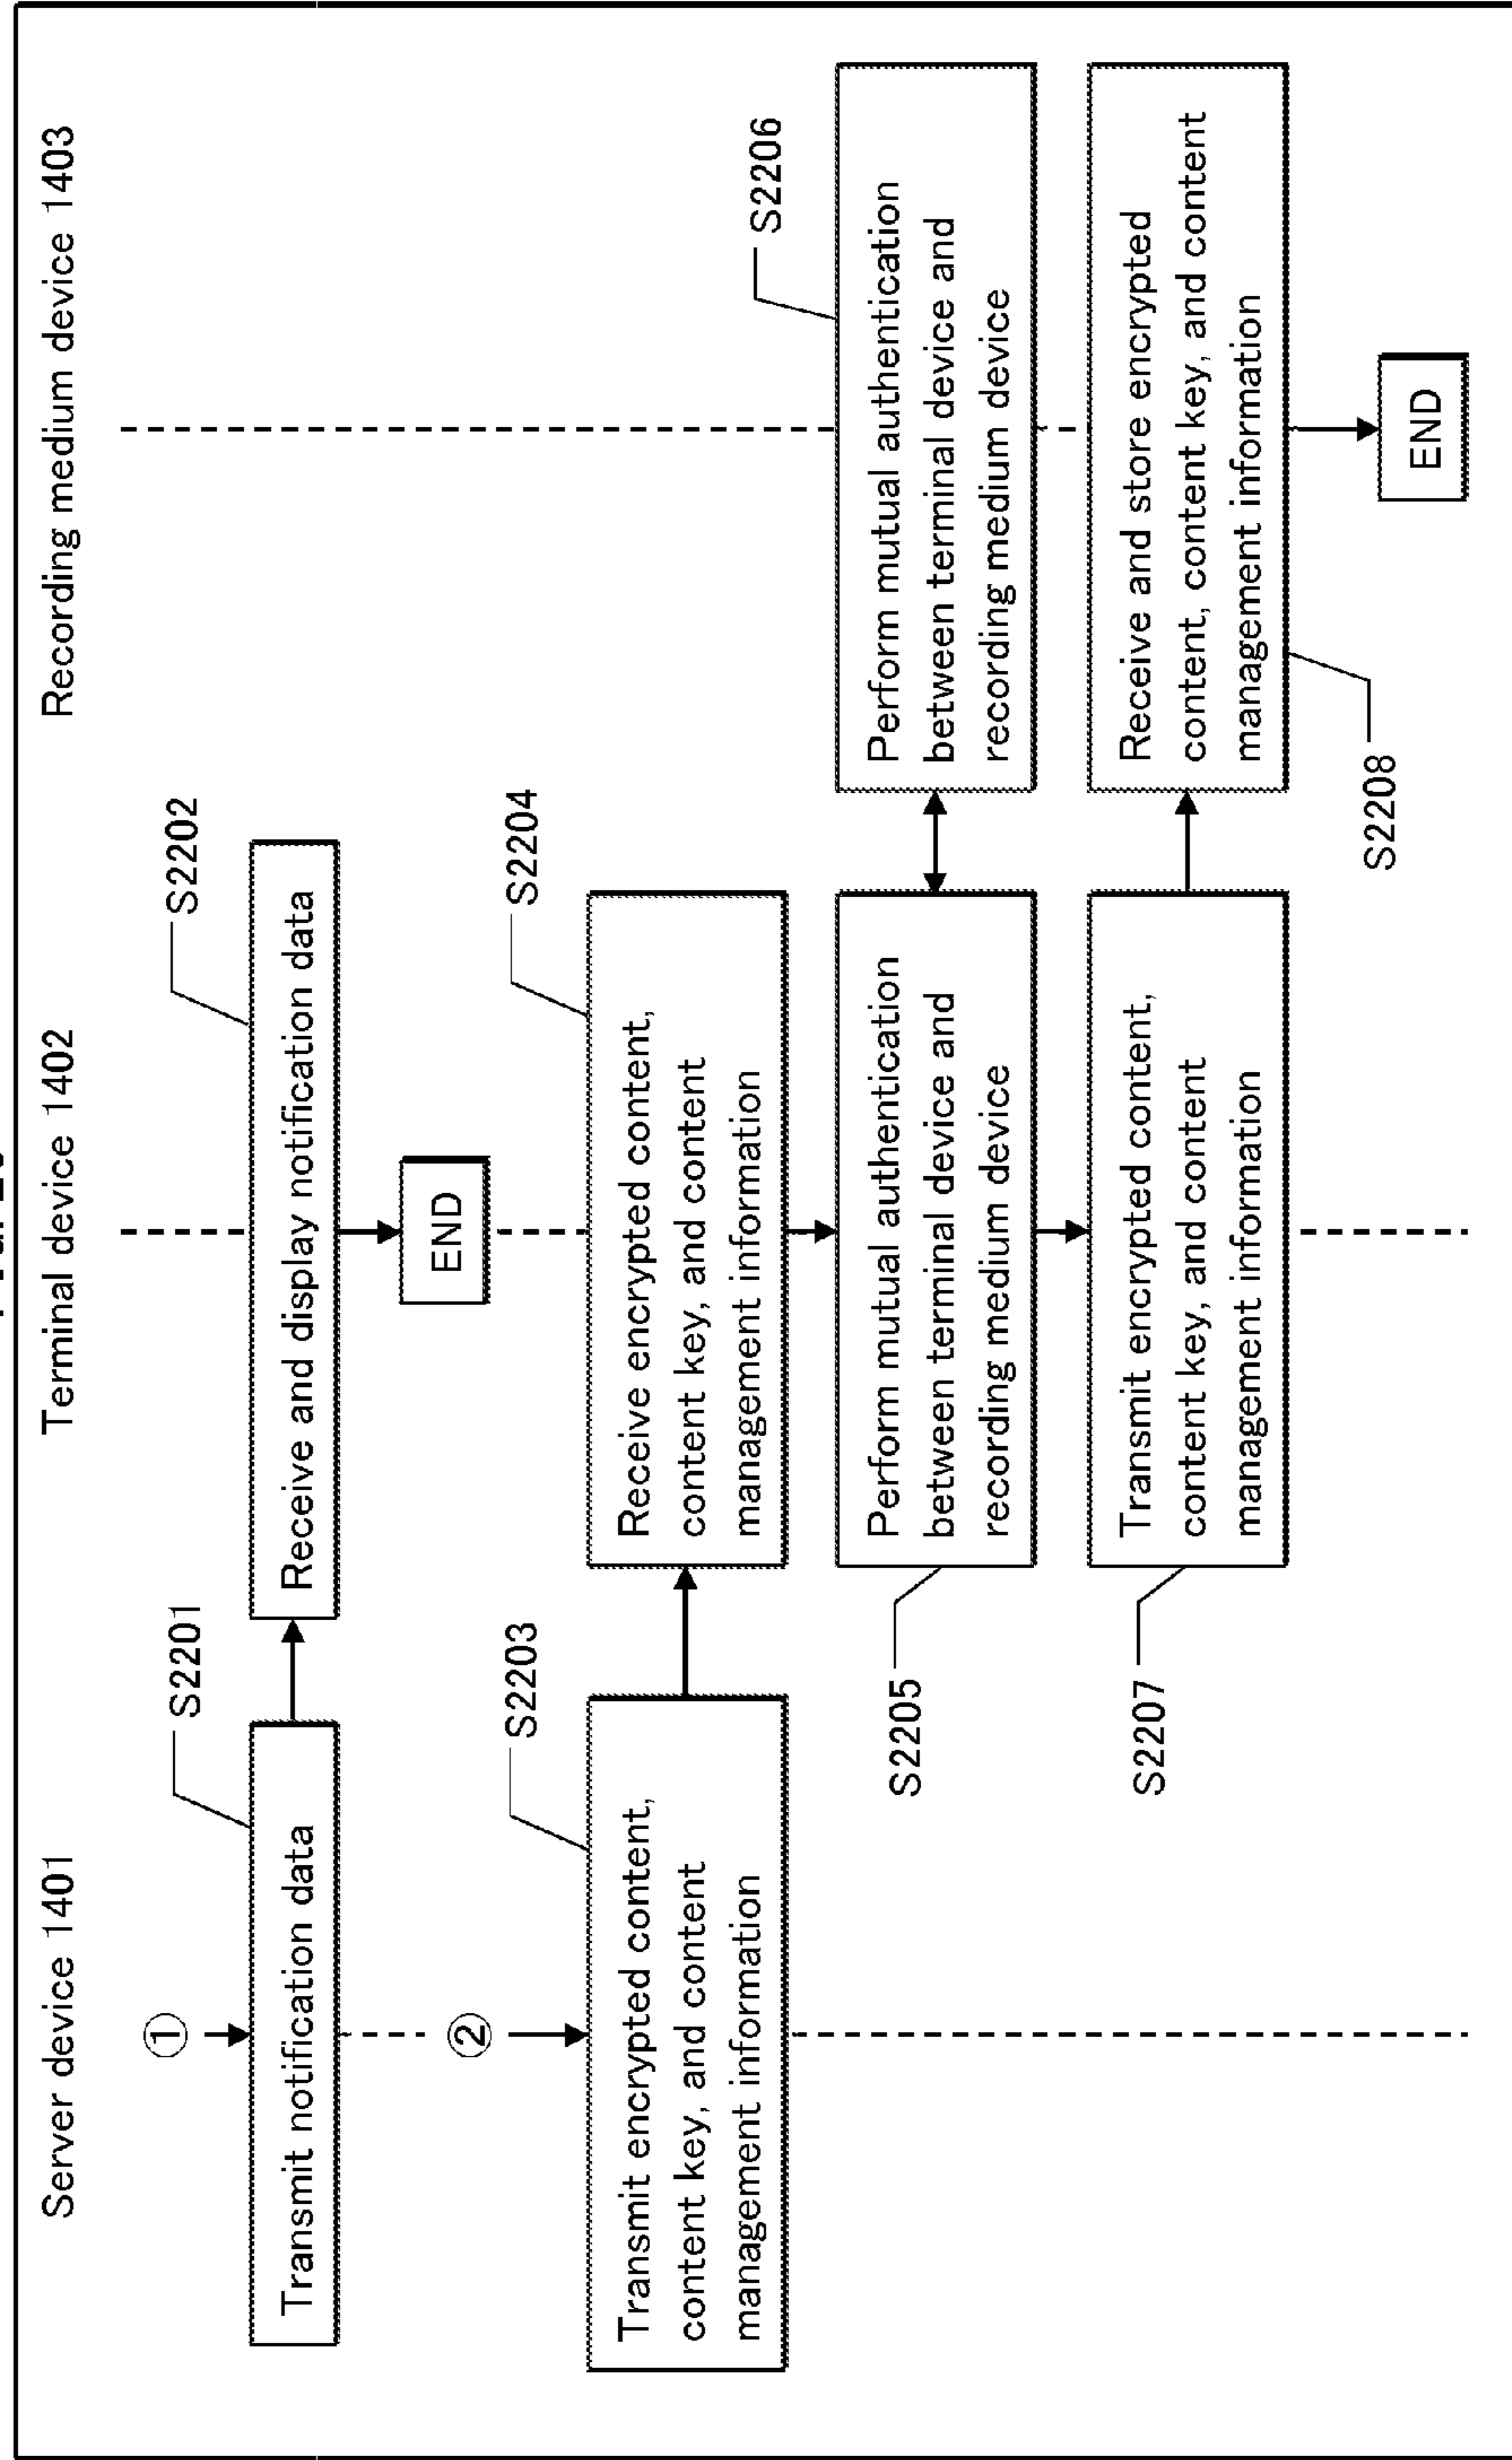 Server device 1401
Terminal device 1402
Recording medium device 1403
①
S2201
S2202
Transmit notification data
Receive and display notification data
END
②
S2203
S2204
Transmit encrypted content,
content key, and content
management information
Receive encrypted content,
content key, and content
management information
S2206
Perform mutual authentication
between terminal device and
recording medium device
Perform mutual authentication
between terminal device and
recording medium device
S2205
Transmit encrypted content,
content key, and content
management information
Receive and store encrypted
content, content key, and content
management information
S2207
S2208
END